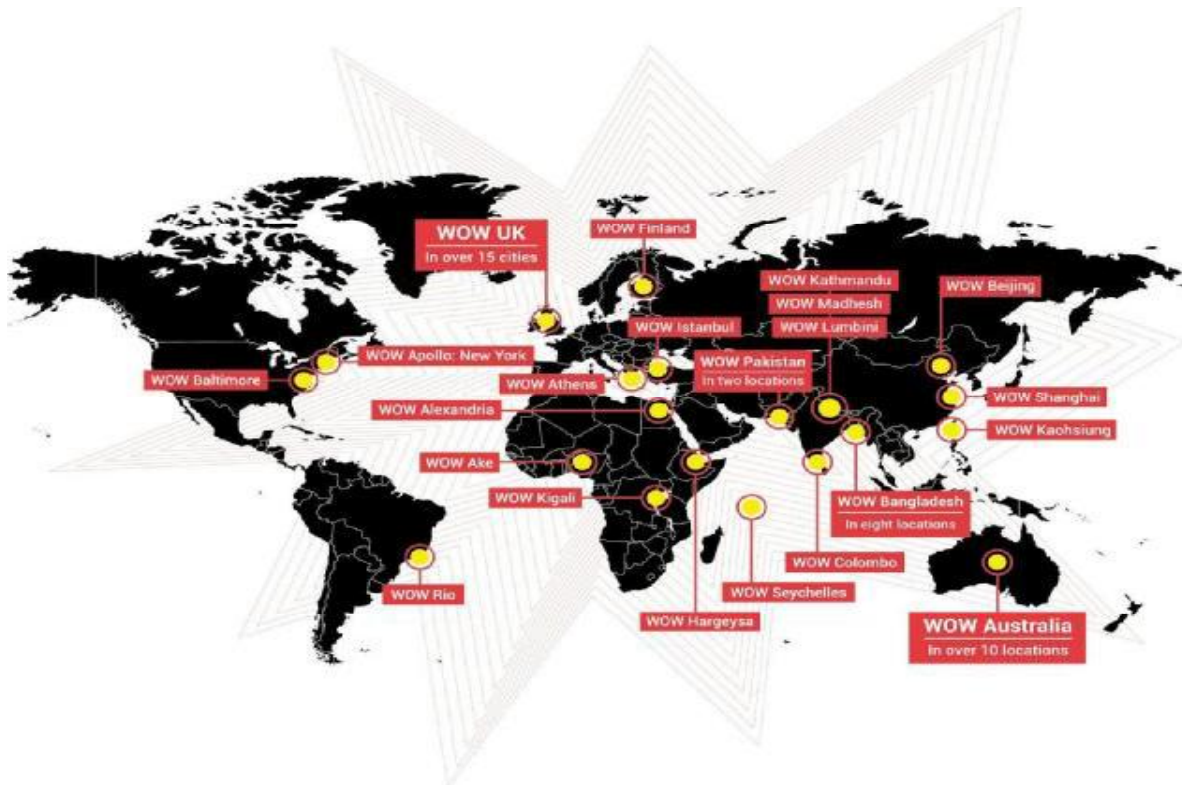 WOW UK
In over 15 cities
WOW Finland
WOW Kathmandu
WOW Madhesh
WOW Lumbini
WOW Beijing
WOW Istanbul
WOW Apollo: New York
WOW Pakistan
In two locations
WOW Baltimore
WOW Athens
WOW Shanghai
WOW Alexandria
WOW Kaohsiung
WOW Ake
WOW Kigali
WOW Bangladesh
In eight locations
WOW Colombo
WOW Rio
WOW Seychelles
WOW Hargeysa
WOW Australia
In over 10 locations